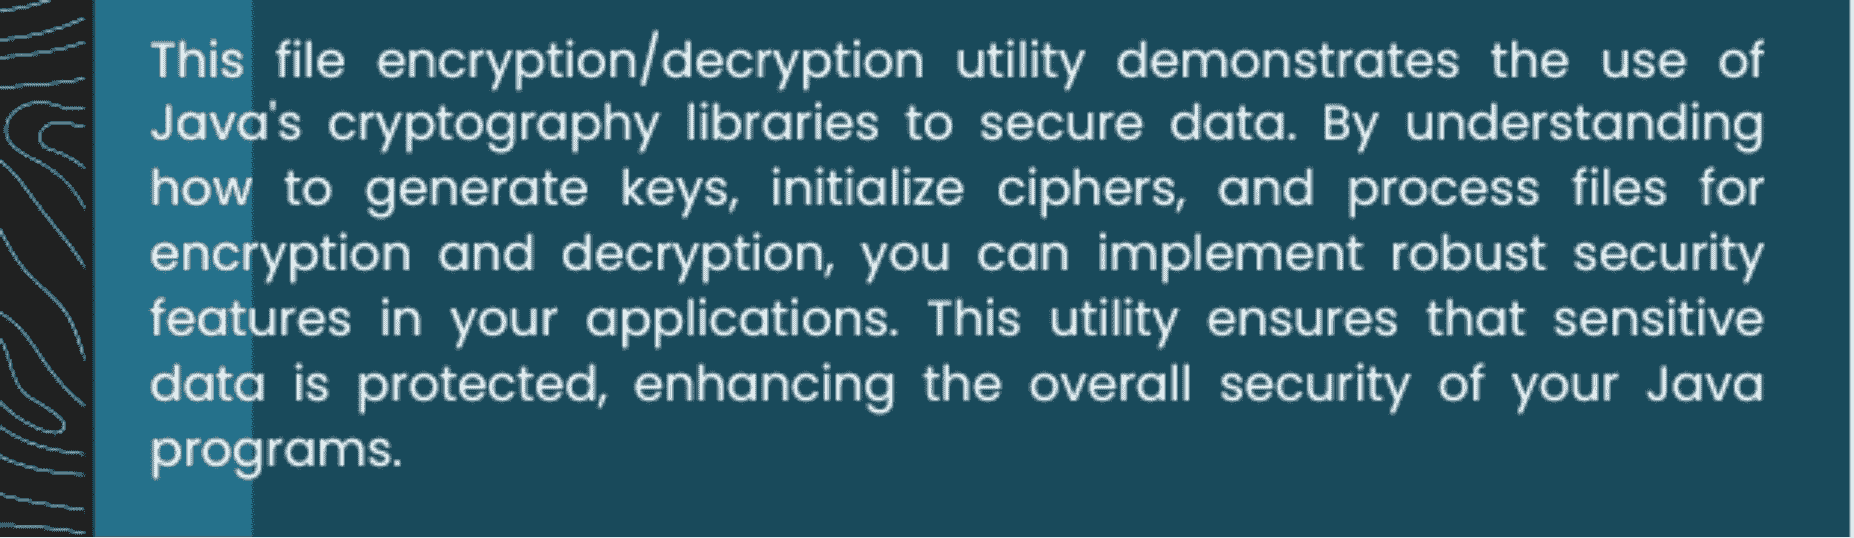 This file encryption/decryption utility demonstrates the use of
Java's cryptography libraries to secure data. By understanding
how to generate keys, initialize ciphers, and process files for
encryption and decryption, you can implement robust security
features in your applications. This utility ensures that sensitive
data is protected, enhancing the overall security of your Java
programs.